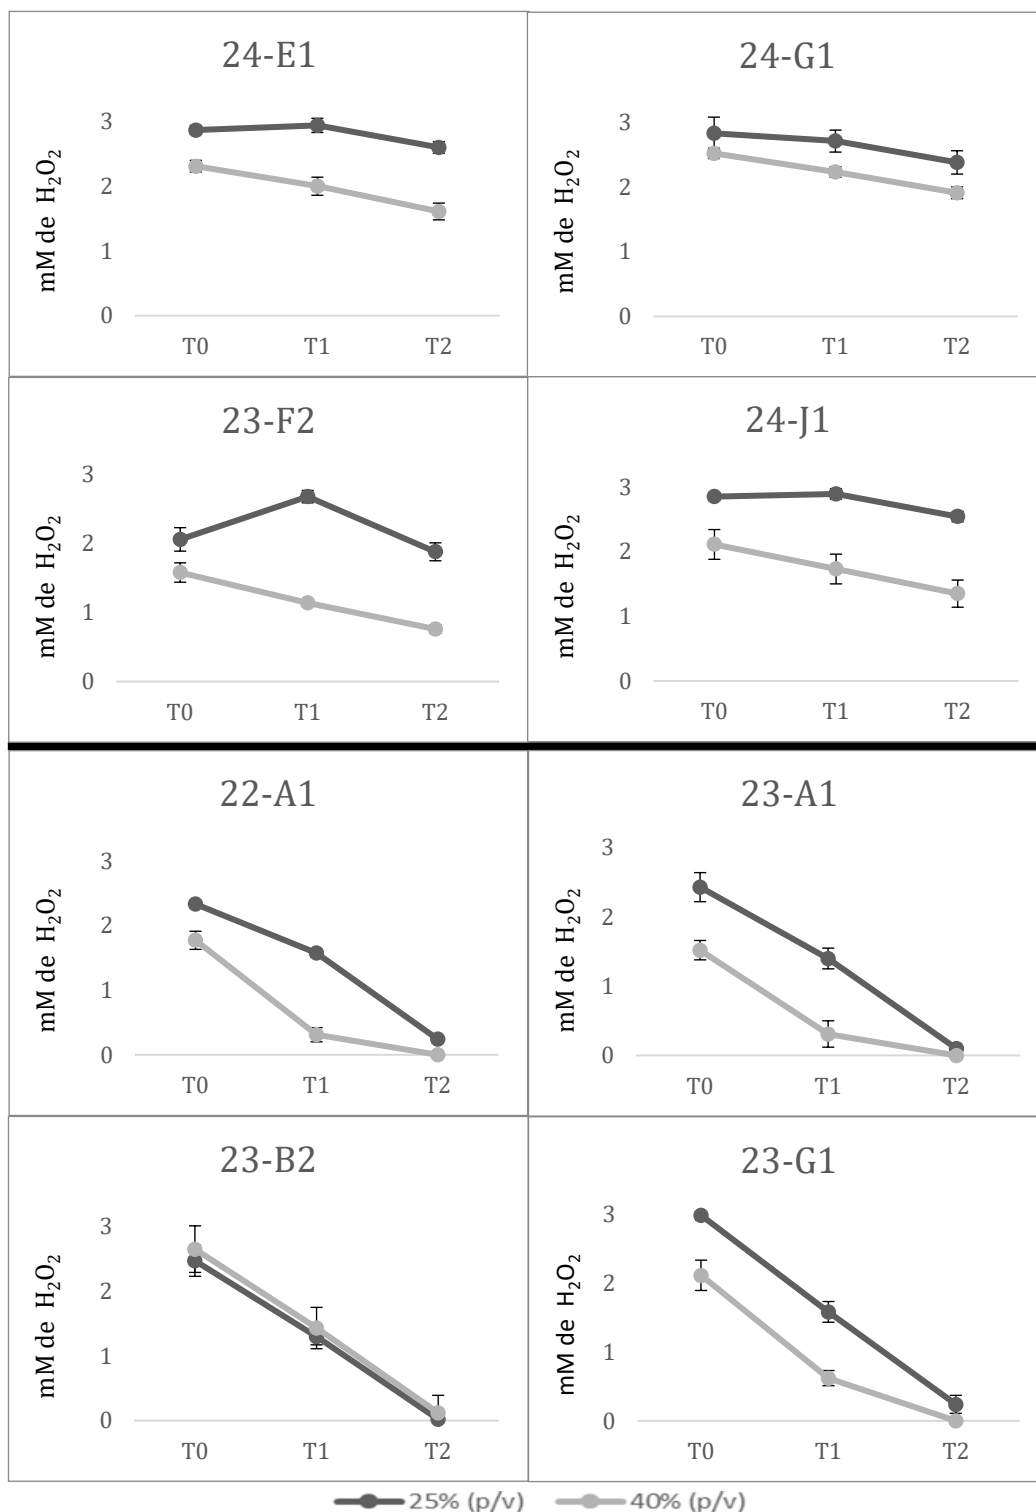 24-E1
mM de H₂O₂
3
2
1
0
T0 T1 T2
24-G1
mM de H₂O₂
3
2
1
0
T0 T1 T2
23-F2
mM de H₂O₂
3
2
1
0
T0 T1 T2
24-J1
mM de H₂O₂
3
2
1
0
T0 T1 T2
22-A1
mM de H₂O₂
3
2
1
0
T0 T1 T2
23-A1
mM de H₂O₂
3
2
1
0
T0 T1 T2
23-B2
mM de H₂O₂
3
2
1
0
T0 T1 T2
23-G1
mM de H₂O₂
3
2
1
0
T0 T1 T2
25% (p/v) 40% (p/v)